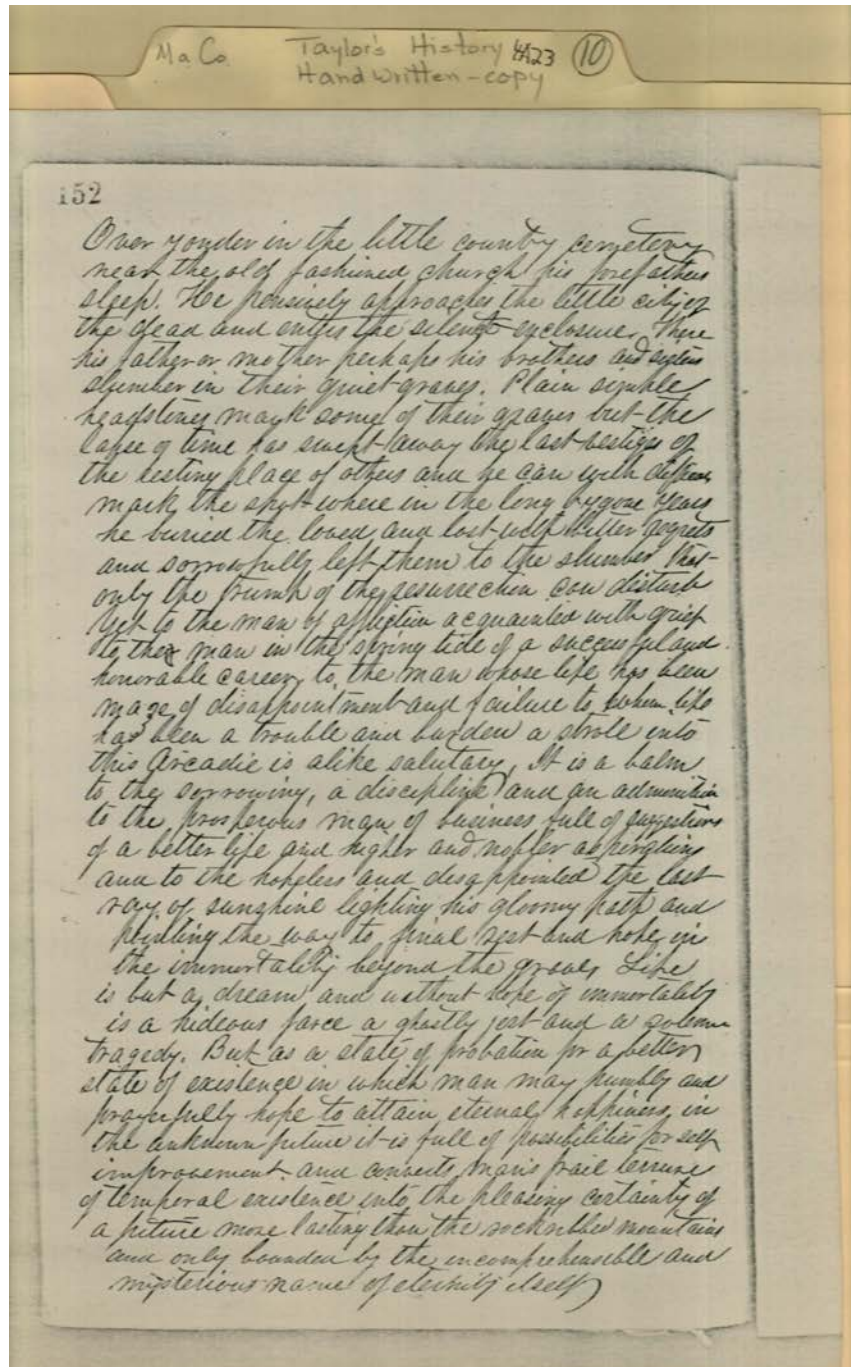 Ma Co. Taylor's History 4A23 (10)
Hand written - copy
152
Over yonder in the little country cemetery
near the old fashioned church his forefathers
sleep. He pensively approaches the little city of
the dead and enters the silent enclosure. There
his father or mother perhaps his brothers and sisters
slumber in their quiet graves. Plain simple
headstones mark some of their graves but the
lapse of time has swept away the last vestiges of
the resting place of others and he can with
mark the spot where in the long bygone years
he buried the loved and lost with bitter regrets
and sorrowfully left them to the slumber that
only the trump of the resurrection can disturb
Yet to the man of affliction acquainted with grief
to the man in the spring tide of a successful and
honorable career, to the man whose life has been
maze of disappointment and failure to whom life
has been a trouble and burden a strole into
this Arcadie is alike salutary, It is a balm
to the sorrowing, a discipline and an admonition
to the prosperous man of business full of suggestions
of a better life and higher and nobler aspirations
and to the hopeless and disappointed the last
ray of sunshine lighting his gloomy path and
pointing the way to final rest and hope in
the immortality beyond the grave, Life
is but a dream and without hope of immortality
is a hideous farce a ghastly jest and a solemn
tragedy. But as a state of probation for a better
state of existence in which man may humbly and
prayerfully hope to attain eternal happiness in
the unknown future it is full of possibilities for self
improvement and converts man's frail tenure
of temporal existence into the pleasing certainty of
a future more lasting than the rockribbed mountains
and only bounded by the incomprehensible and
mysterious name of eternity itself